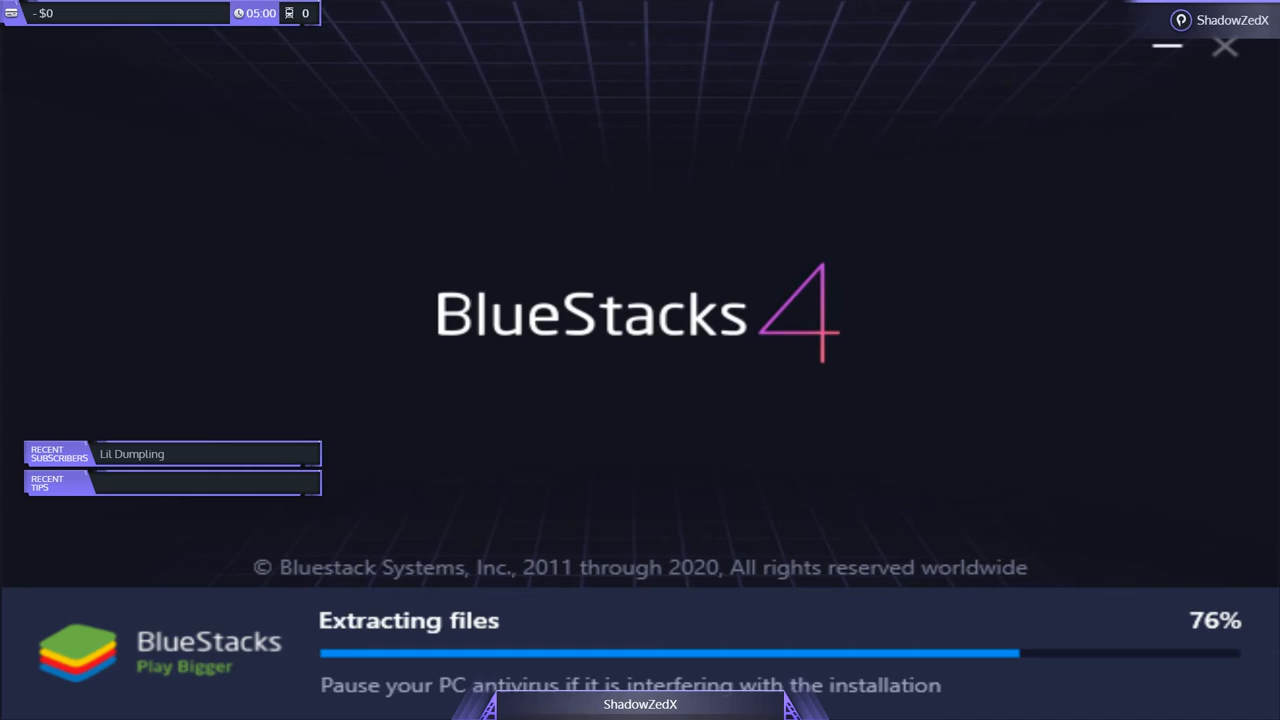 - $0
05:00
0
ShadowZedX
BlueStacks 4
RECENT SUBSCRIBERS
Lil Dumpling
RECENT TIPS
© Bluestack Systems, Inc., 2011 through 2020, All rights reserved worldwide
BlueStacks
Play Bigger
Extracting files
76%
Pause your PC antivirus if it is interfering with the installation
ShadowZedX